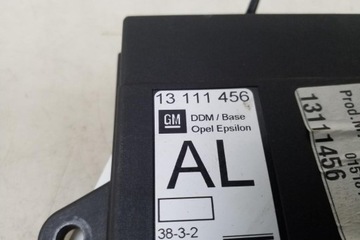 13 111 456
GM
DDM / Base
Opel Epsilon
AL
38-3-2
13111456